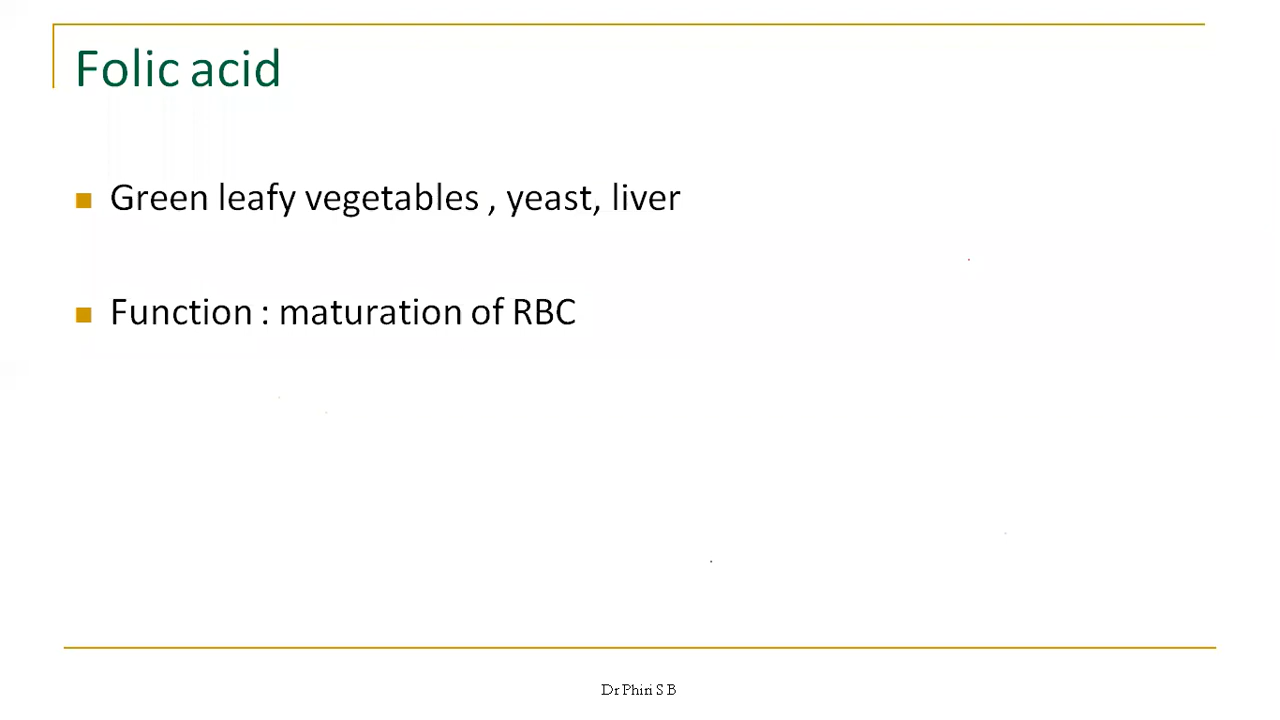 Folic acid
Green leafy vegetables , yeast, liver
Function : maturation of RBC
Dr Phiri S B